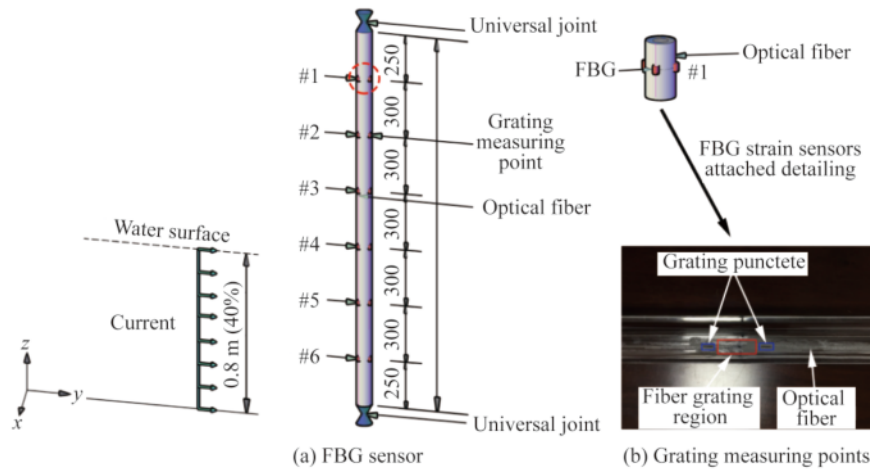 Universal joint
#1
#2
#3
#4
#5
#6
250
300
300
300
300
300
250
Grating
measuring
point
Optical fiber
Universal joint
Water surface
Current
0.8 m (40%)
z
y
x
(a) FBG sensor
Optical fiber
FBG
#1
FBG strain sensors
attached detailing
Grating punctete
Fiber grating
region
Optical
fiber
(b) Grating measuring points